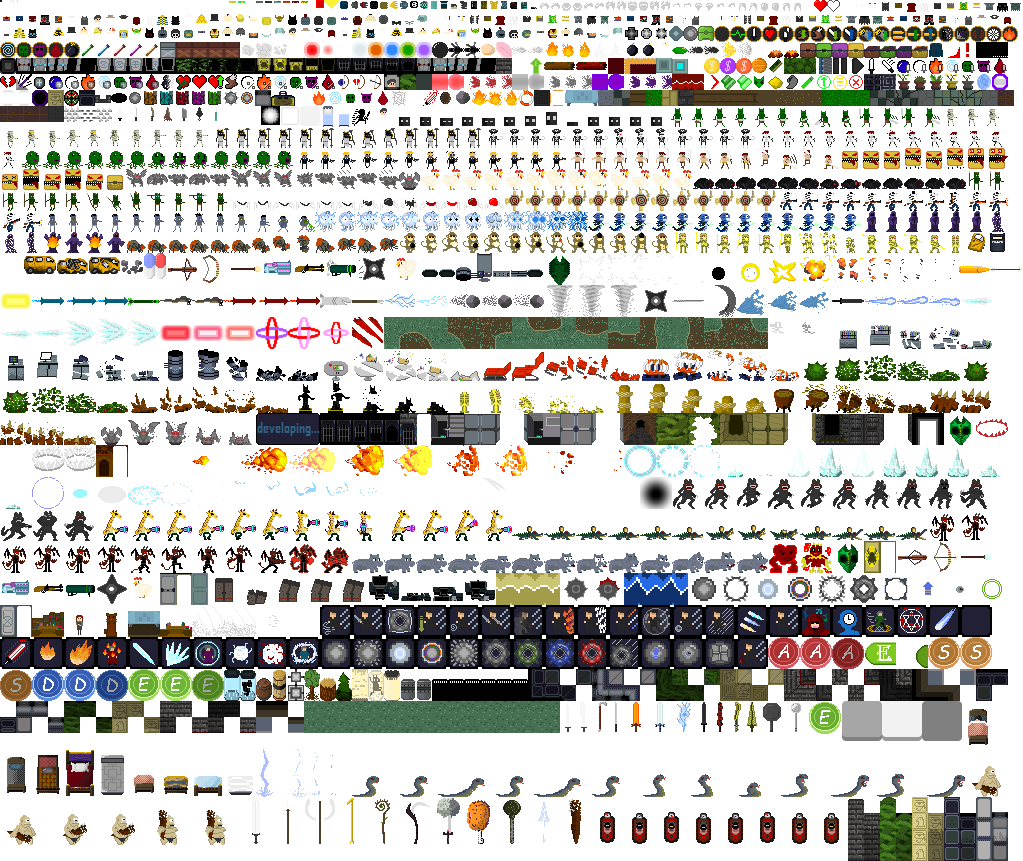 S S
developing...
A A A E S S
S D D D E E E
E